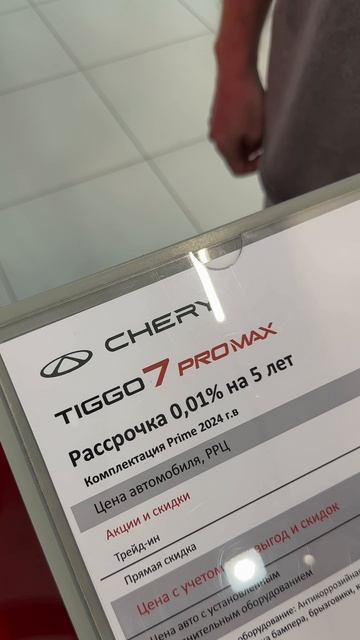 CHERY
TIGGO 7 PRO MAX
Рассрочка 0,01% на 5 лет
Комплектация Prime 2024 г.в
Цена автомобиля, РРЦ
Акции и скидки
Трейд-ин
Прямая скидка
Цена с учетом выгод и скидок
Цена авто с установленным
оборудованием
оборудование: Антикоррозийная
бампера, брызговики,